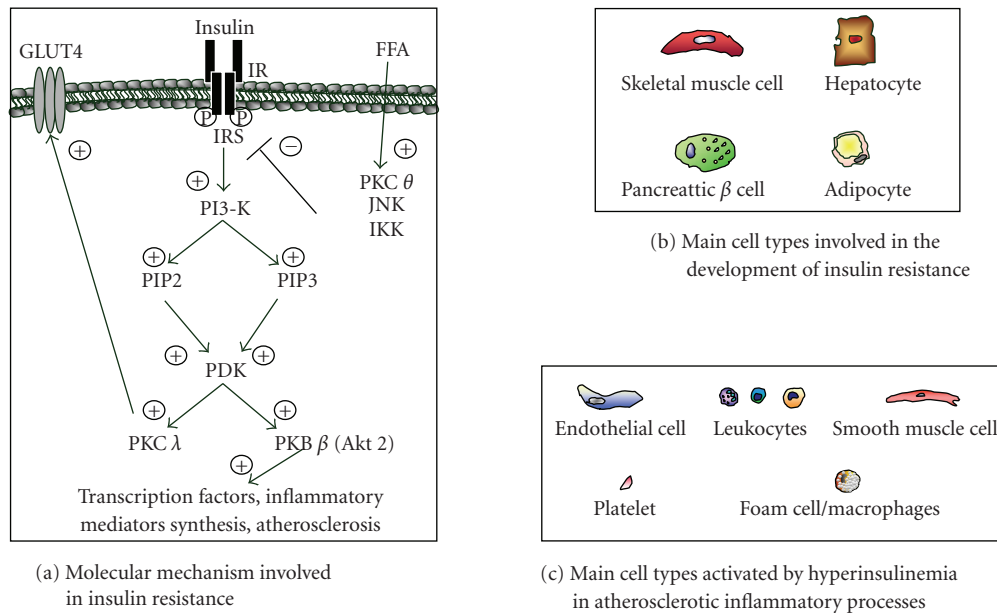 Insulin
GLUT4
FFA
IR
P P
IRS
+
−
+
+
PKC θ
JNK
IKK
PI3-K
+ +
PIP2 PIP3
+ +
PDK
+ +
PKC λ PKB β (Akt 2)
+
Transcription factors, inflammatory
mediators synthesis, atherosclerosis
(a) Molecular mechanism involved
in insulin resistance
Skeletal muscle cell Hepatocyte
Pancreattic β cell Adipocyte
(b) Main cell types involved in the
development of insulin resistance
Endothelial cell Leukocytes Smooth muscle cell
Platelet Foam cell/macrophages
(c) Main cell types activated by hyperinsulinemia
in atherosclerotic inflammatory processes